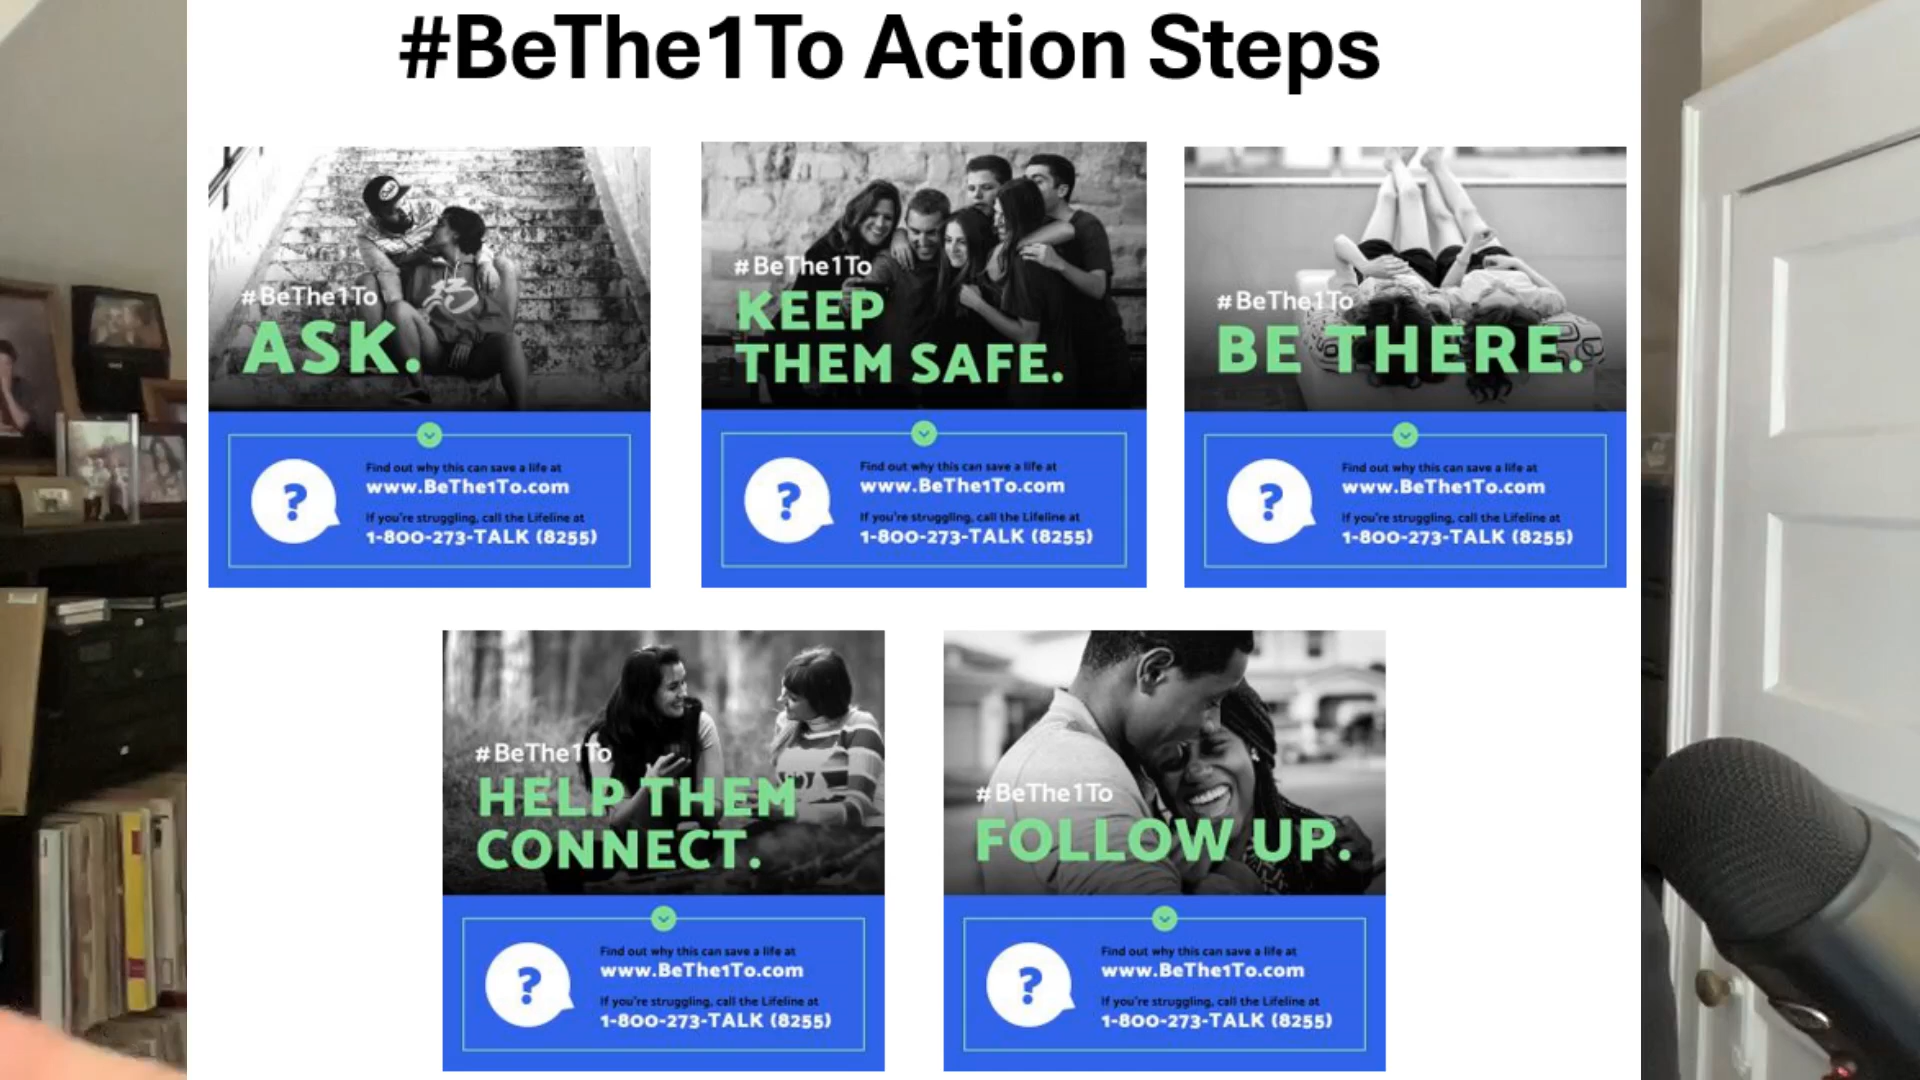 #BeThe1To Action Steps
#BeThe1To
ASK.
Find out why this can save a life at
www.BeThe1To.com
If you're struggling, call the Lifeline at
1-800-273-TALK (8255)
#BeThe1To
KEEP
THEM SAFE.
Find out why this can save a life at
www.BeThe1To.com
If you're struggling, call the Lifeline at
1-800-273-TALK (8255)
#BeThe1To
BE THERE.
Find out why this can save a life at
www.BeThe1To.com
If you're struggling, call the Lifeline at
1-800-273-TALK (8255)
#BeThe1To
HELP THEM
CONNECT.
Find out why this can save a life at
www.BeThe1To.com
If you're struggling, call the Lifeline at
1-800-273-TALK (8255)
#BeThe1To
FOLLOW UP.
Find out why this can save a life at
www.BeThe1To.com
If you're struggling, call the Lifeline at
1-800-273-TALK (8255)